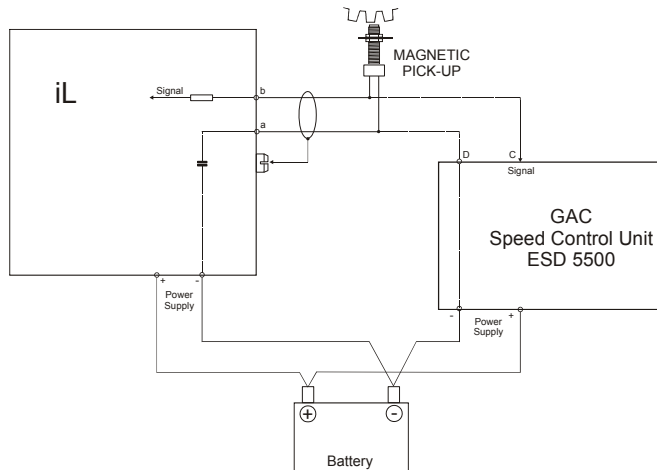 MAGNETIC
PICK-UP
iL
Signal
b
a
D
C
Signal
GAC
Speed Control Unit
ESD 5500
+
-
Power
Supply
-
Power
Supply
+
+
-
Battery